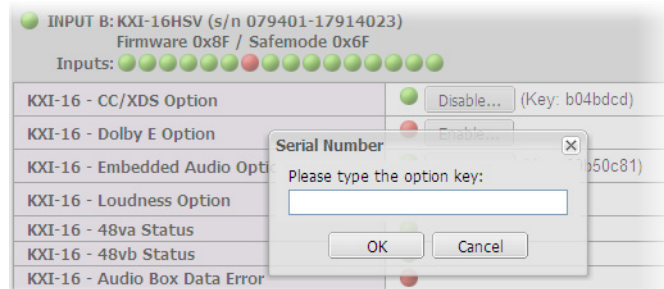 INPUT B: KXI-16HSV (s/n 079401-17914023)
Firmware 0x8F / Safemode 0x6F
Inputs:
KXI-16 - CC/XDS Option Disable... (Key: b04bdcd)
KXI-16 - Dolby E Option Enable...
Serial Number
KXI-16 - Embedded Audio Optic b50c81)
Please type the option key:
KXI-16 - Loudness Option
KXI-16 - 48va Status
OK Cancel
KXI-16 - 48vb Status
KXI-16 - Audio Box Data Error